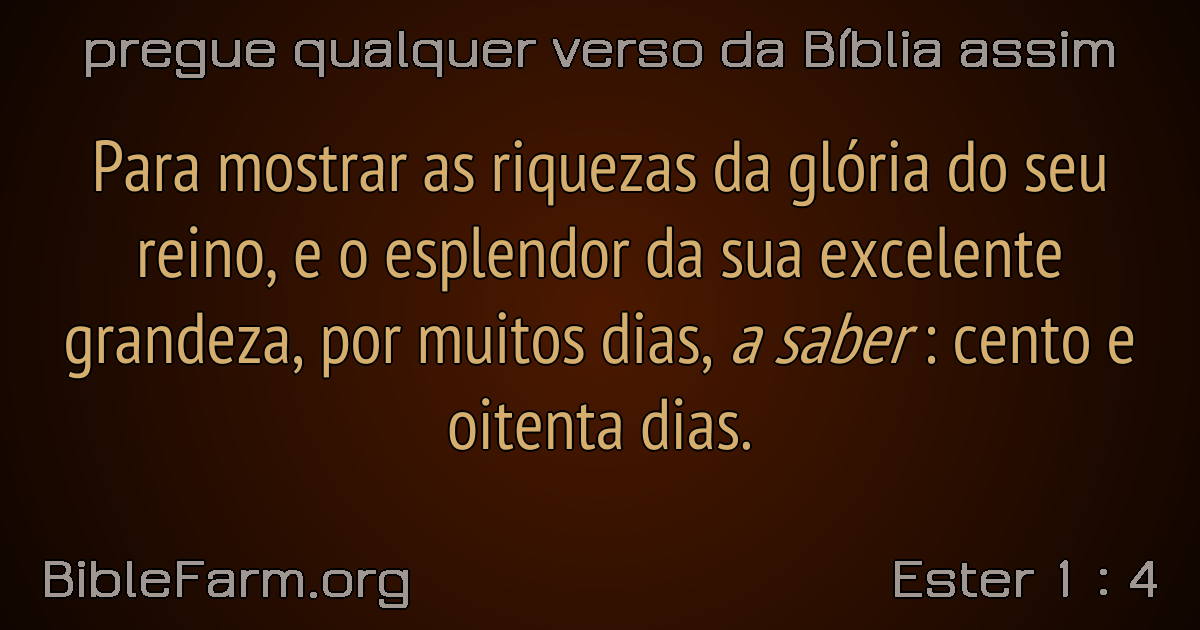 pregue qualquer verso da Bíblia assim
Para mostrar as riquezas da glória do seu
reino, e o esplendor da sua excelente
grandeza, por muitos dias, a saber : cento e
oitenta dias.
BibleFarm.org
Ester 1 : 4